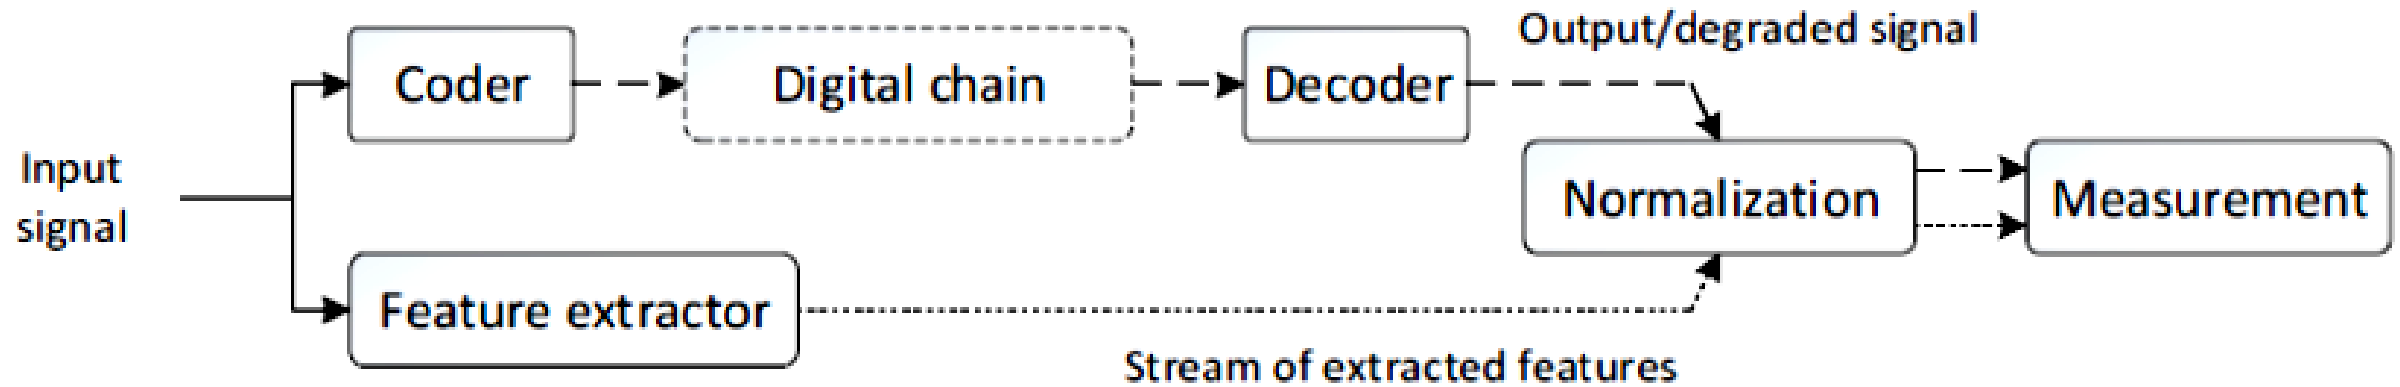 Output/degraded signal
Coder
Digital chain
Decoder
Input
signal
Normalization
Measurement
Feature extractor
Stream of extracted features